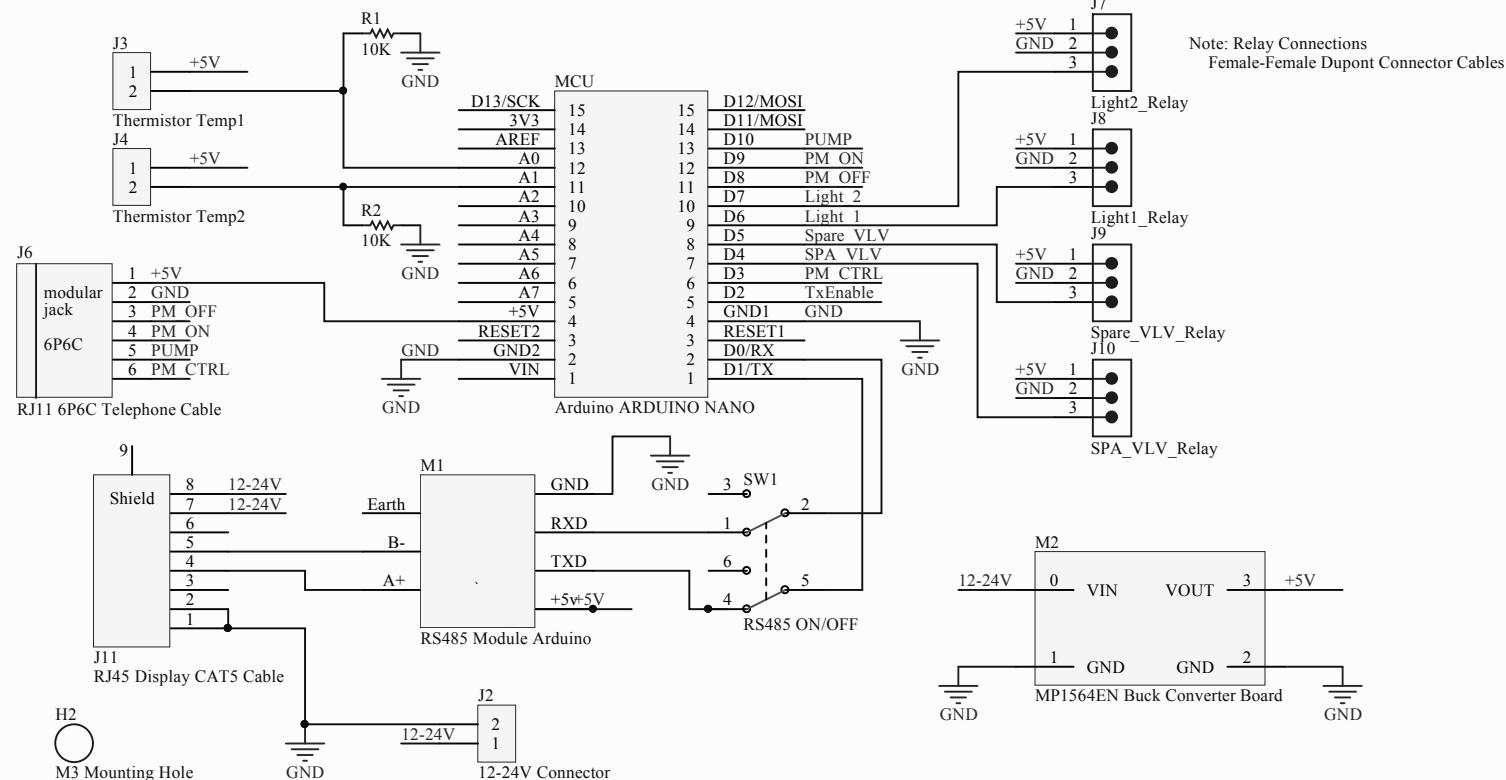 J7
+5V 1
GND 2
3
Light2_Relay
Note: Relay Connections
Female-Female Dupont Connector Cables
R1
10K
GND
J3
1 +5V
2
Thermistor Temp1
J4
1 +5V
2
Thermistor Temp2
R2
10K
GND
MCU
D13/SCK 15
3V3 14
AREF 13
A0 12
A1 11
A2 10
A3 9
A4 8
A5 7
A6 6
A7 5
+5V 4
RESET2 3
GND GND2 2
VIN 1
GND
15 D12/MOSI
14 D11/MOSI
13 D10 PUMP
12 D9 PM_ON
11 D8 PM_OFF
10 D7 Light_2
9 D6 Light_1
8 D5 Spare_VLV
7 D4 SPA_VLV
6 D3 PM_CTRL
5 D2 TxEnable
4 GND1 GND
3 RESET1
2 D0/RX
1 D1/TX
GND
Arduino ARDUINO NANO
J8
+5V 1
GND 2
3
Light1_Relay
J9
+5V 1
GND 2
3
Spare_VLV_Relay
J10
+5V 1
GND 2
3
SPA_VLV_Relay
J6
modular
jack
6P6C
1 +5V
2 GND
3 PM_OFF
4 PM_ON
5 PUMP
6 PM_CTRL
RJ11 6P6C Telephone Cable
9
Shield
8 12-24V
7 12-24V
6
5
4
3
2
1
J11
RJ45 Display CAT5 Cable
M1
Earth
B-
A+
GND
RXD
TXD
+5v +5V
RS485 Module Arduino
GND
SW1
3
2
1
6
5
4
RS485 ON/OFF
M2
12-24V 0 VIN
VOUT 3 +5V
1 GND
GND 2
MP1564EN Buck Converter Board
GND
GND
H2
M3 Mounting Hole
GND
J2
2
12-24V 1
12-24V Connector